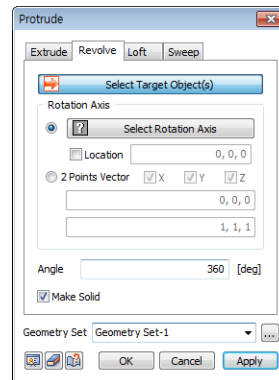 Protrude
Extrude Revolve Loft Sweep
Select Target Object(s)
Rotation Axis
? Select Rotation Axis
Location 0, 0, 0
2 Points Vector X Y Z
0, 0, 0
1, 1, 1
Angle 360 [deg]
Make Solid
Geometry Set Geometry Set-1 ...
OK Cancel Apply